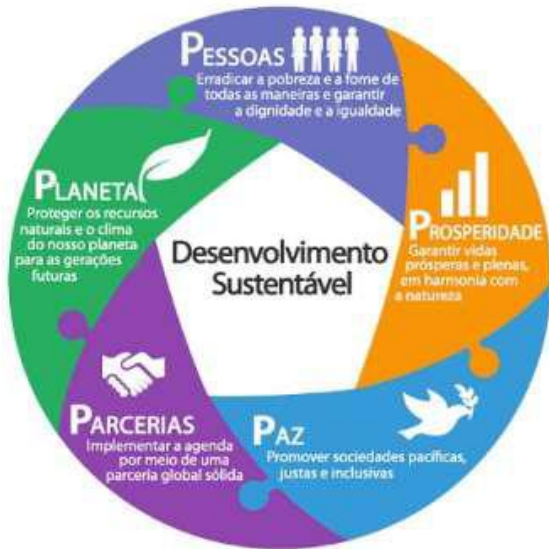 PESSOAS
Erradicar a pobreza e a fome de
todas as maneiras e garantir
a dignidade e a igualdade
PROSPERIDADE
Garantir vidas
prósperas e plenas,
em harmonia com
a natureza
PAZ
Promover sociedades pacíficas,
justas e inclusivas
PARCERIAS
Implementar a agenda
por meio de uma
parceria global sólida
PLANETA
Proteger os recursos
naturais e o clima
do nosso planeta
para as gerações
futuras
Desenvolvimento
Sustentável